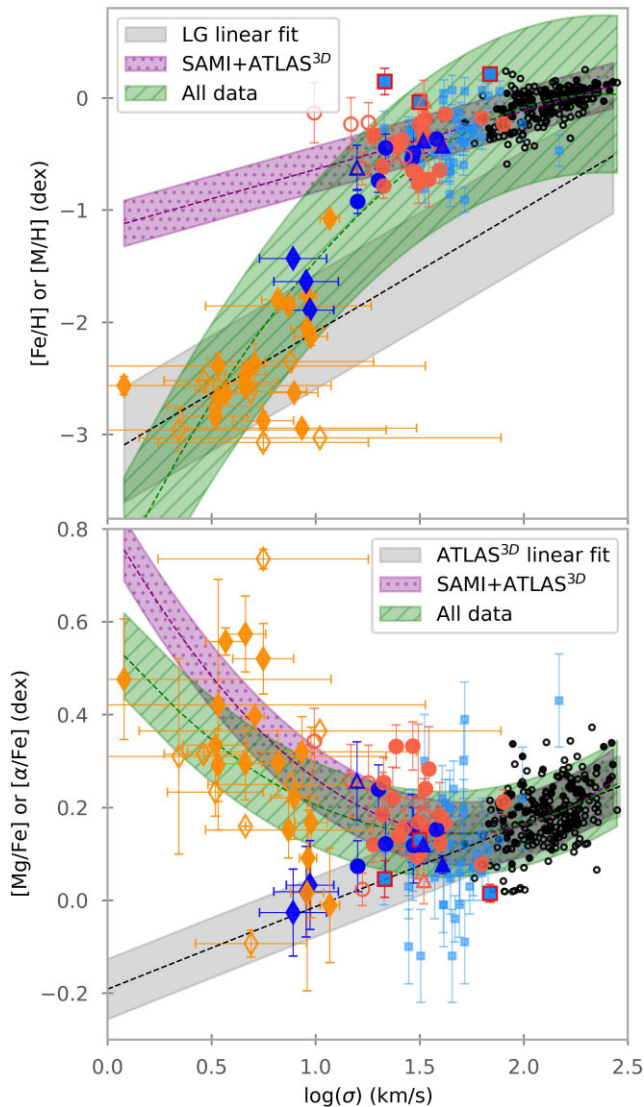 LG linear fit
SAMI+ATLAS³ᴰ
All data
0
−1
−2
−3
[Fe/H] or [M/H] (dex)
ATLAS³ᴰ linear fit
SAMI+ATLAS³ᴰ
All data
0.8
0.6
0.4
0.2
0.0
−0.2
[Mg/Fe] or [α/Fe] (dex)
0.0 0.5 1.0 1.5 2.0 2.5
log(σ) (km/s)